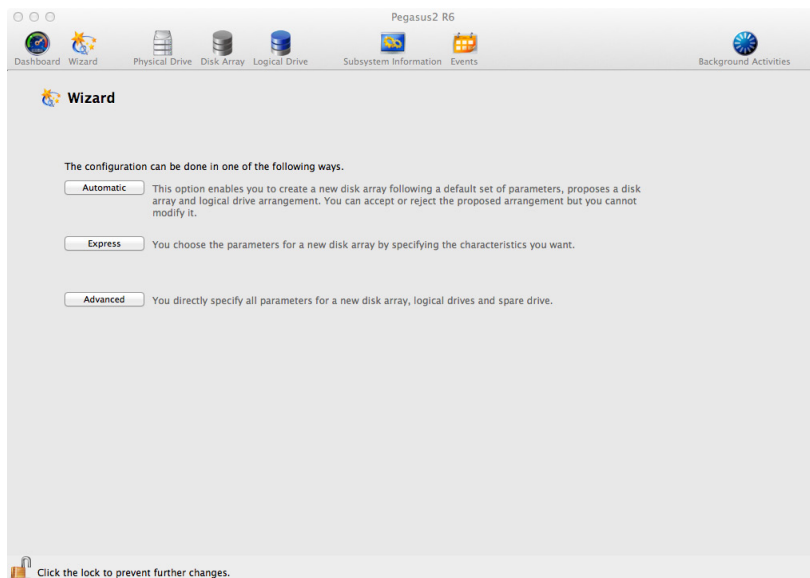 Pegasus2 R6
Dashboard Wizard Physical Drive Disk Array Logical Drive Subsystem Information Events Background Activities
Wizard
The configuration can be done in one of the following ways.
Automatic This option enables you to create a new disk array following a default set of parameters, proposes a disk
array and logical drive arrangement. You can accept or reject the proposed arrangement but you cannot
modify it.
Express You choose the parameters for a new disk array by specifying the characteristics you want.
Advanced You directly specify all parameters for a new disk array, logical drives and spare drive.
Click the lock to prevent further changes.